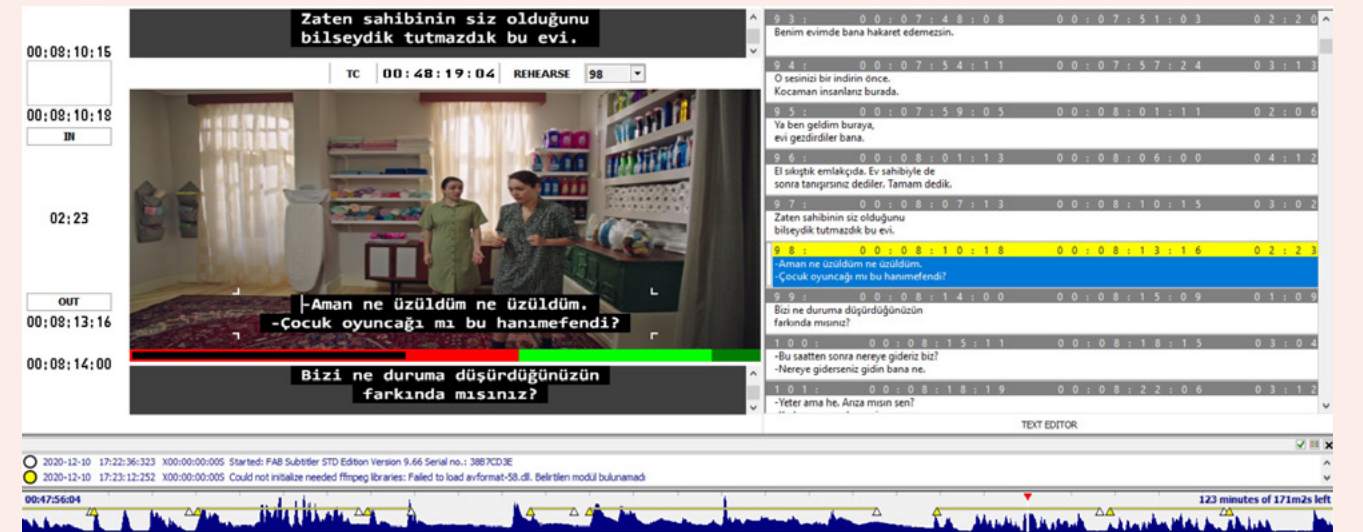 Zaten sahibinin siz olduğunu
bilseydik tutmazdık bu evi.
00:08:10:15
TC 00:48:19:04 REHEARSE 98
00:08:10:18
IN
02:23
OUT
00:08:13:16
00:08:14:00
-Aman ne üzüldüm ne üzüldüm.
-Çocuk oyuncağı mı bu hanımefendi?
Bizi ne duruma düşürdüğünüzün
farkında mısınız?
93: 00:07:48:08 00:07:51:03 02:20
Benim evimde bana hakaret edemezsin.
94: 00:07:54:11 00:07:57:24 03:13
O sesinizi bir indirin önce.
Kocaman insanlarız burada.
95: 00:07:59:05 00:08:01:11 02:06
Ya ben geldim buraya,
evi gezdirdiler bana.
96: 00:08:01:13 00:08:06:00 04:12
El sıkıştık emlakçıda. Ev sahibiyle de
sonra tanışırsınız dediler. Tamam dedik.
97: 00:08:07:13 00:08:10:15 03:02
Zaten sahibinin siz olduğunu
bilseydik tutmazdık bu evi.
98: 00:08:10:18 00:08:13:16 02:23
-Aman ne üzüldüm ne üzüldüm.
-Çocuk oyuncağı mı bu hanımefendi?
99: 00:08:14:00 00:08:15:09 01:09
Bizi ne duruma düşürdüğünüzün
farkında mısınız?
100: 00:08:15:11 00:08:18:15 03:04
-Bu saatten sonra nereye gideriz biz?
-Nereye giderseniz gidin bana ne.
101: 00:08:18:19 00:08:22:06 03:12
-Yeter ama he. Arıza mısın sen?
TEXT EDITOR
2020-12-10 17:22:36:323 X00:00:00:00S Started: FAB Subtitler STD Edition Version 9.66 Serial no.: 38B7CD3E
2020-12-10 17:23:12:252 X00:00:00:00S Could not initialize needed ffmpeg libraries: Failed to load avformat-58.dll. Belirtilen modül bulunamadı
00:47:56:04
123 minutes of 171m2s left